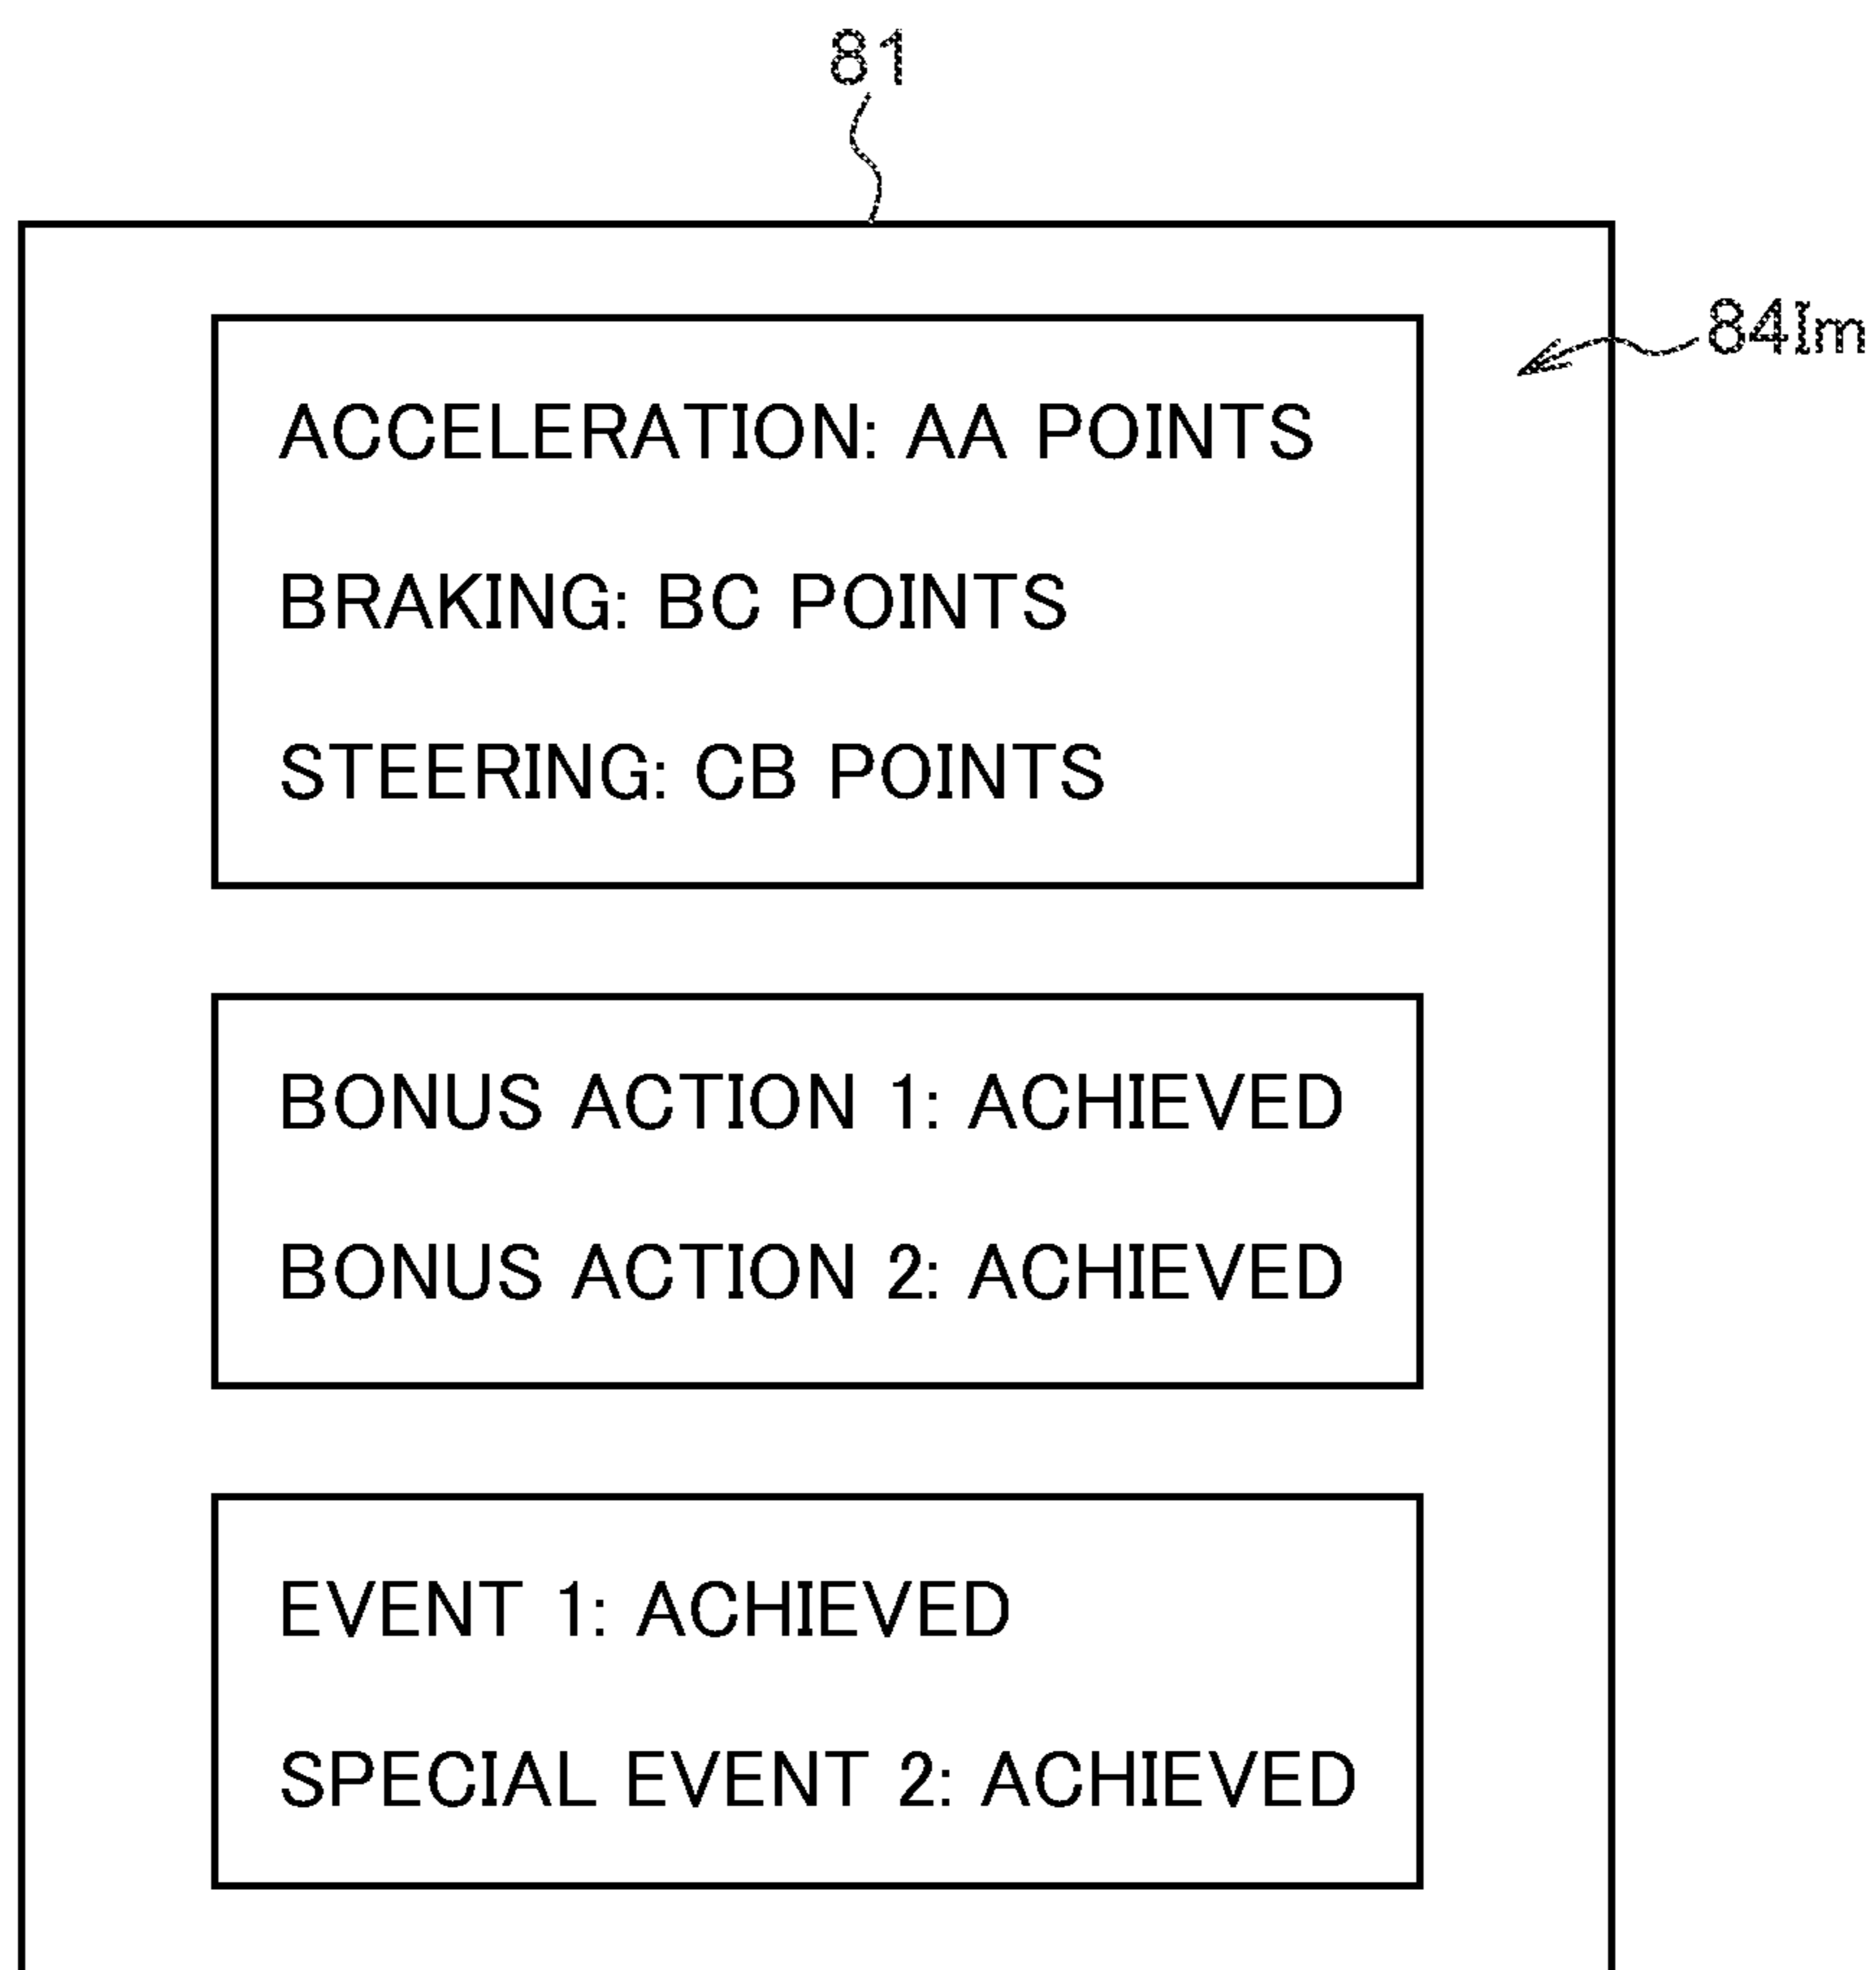 81
84Im
ACCELERATION: AA POINTS
BRAKING: BC POINTS
STEERING: CB POINTS
BONUS ACTION 1: ACHIEVED
BONUS ACTION 2: ACHIEVED
EVENT 1: ACHIEVED
SPECIAL EVENT 2: ACHIEVED